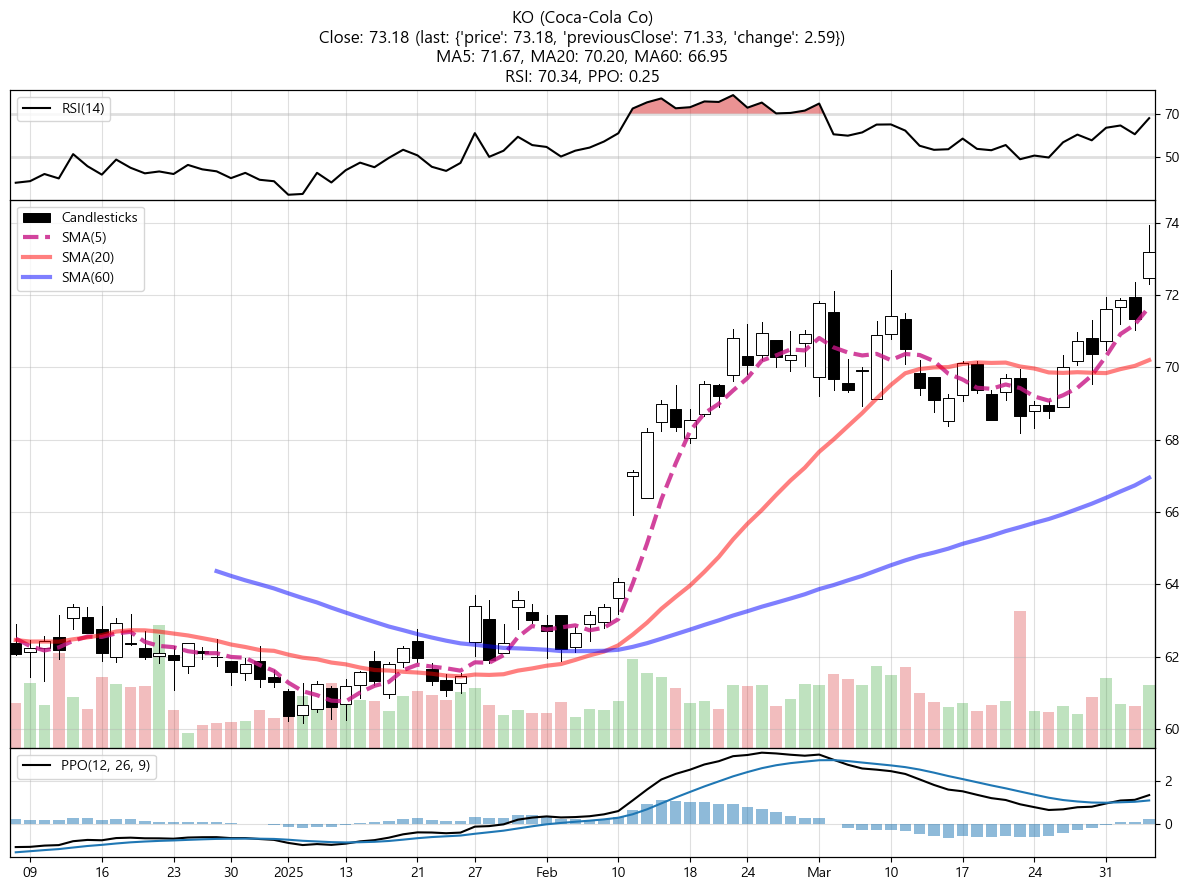 KO (Coca-Cola Co)
Close: 73.18 (last: {'price': 73.18, 'previousClose': 71.33, 'change': 2.59})
MA5: 71.67, MA20: 70.20, MA60: 66.95
RSI: 70.34, PPO: 0.25
RSI(14)
70
50
Candlesticks
SMA(5)
SMA(20)
SMA(60)
74
72
70
68
66
64
62
60
PPO(12, 26, 9)
2
0
09 16 23 30 2025 13 21 27 Feb 10 18 24 Mar 10 17 24 31